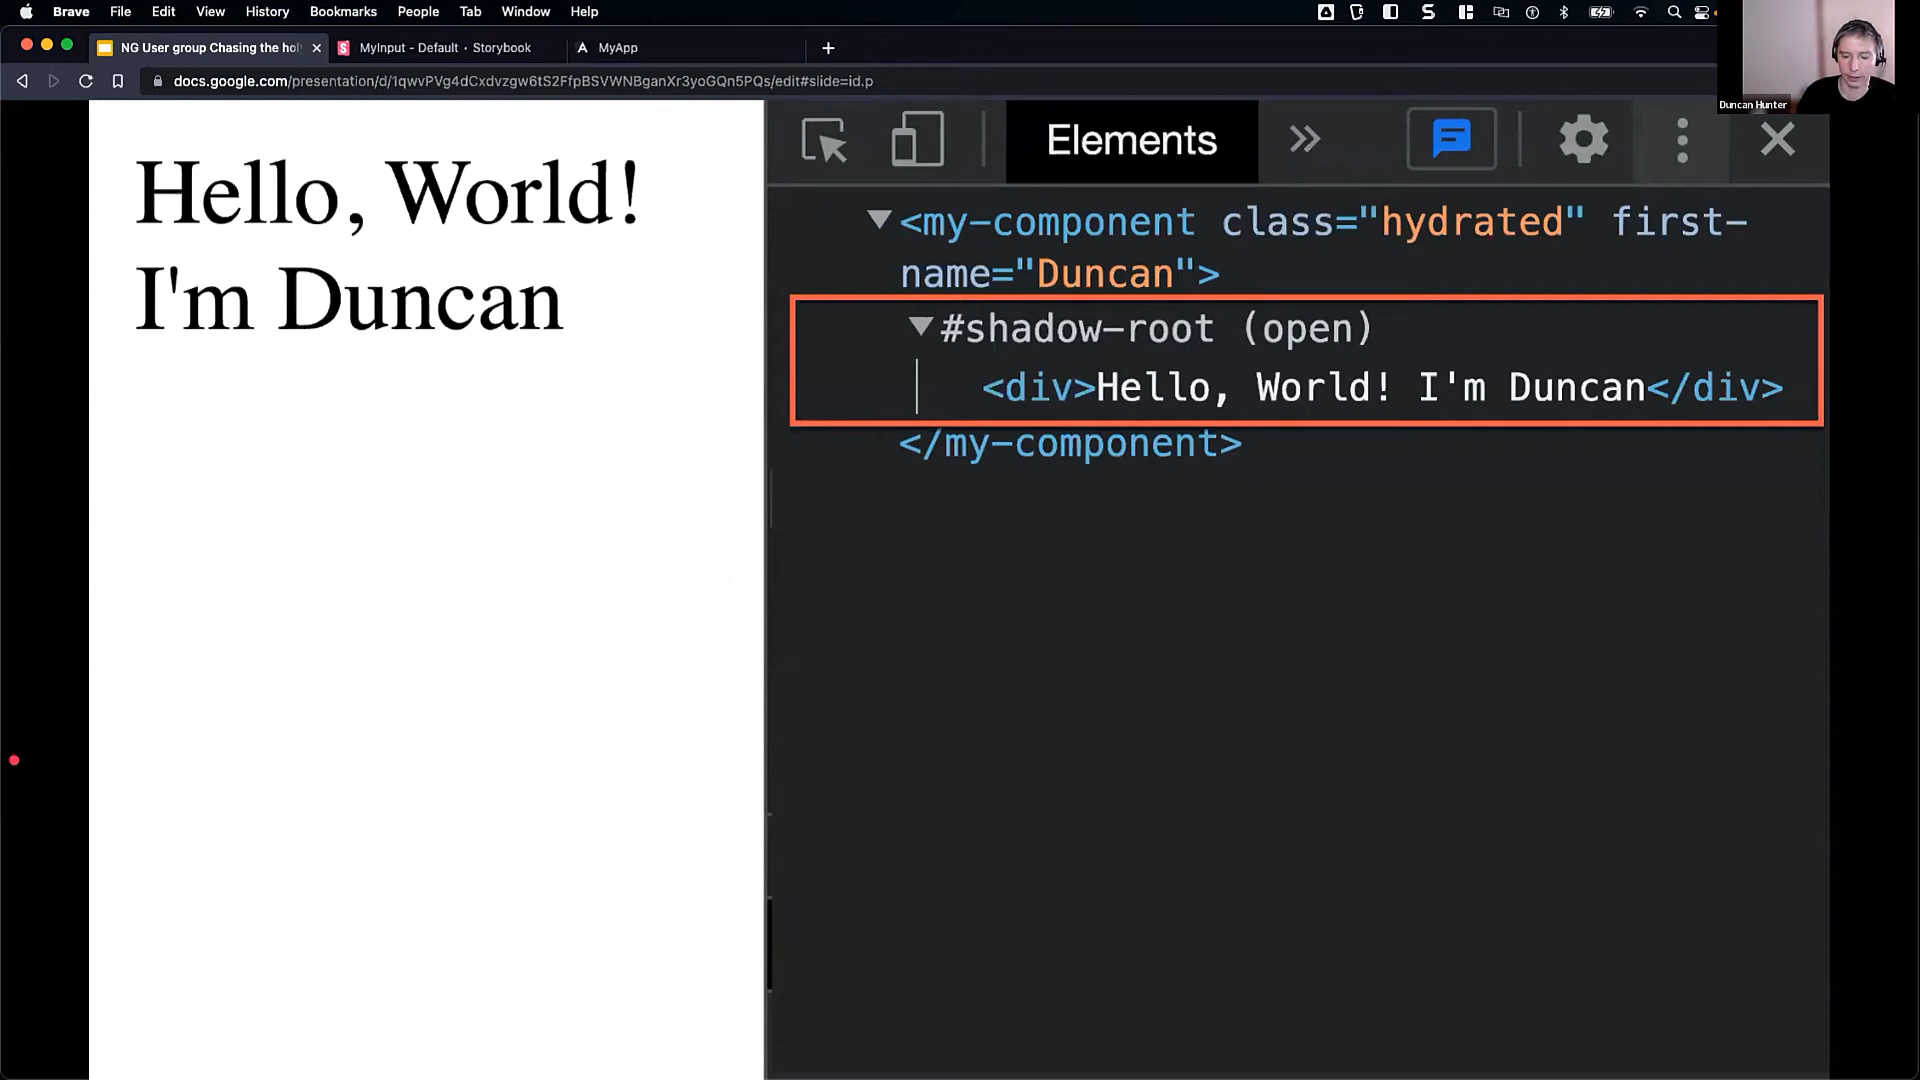 Brave File Edit View History Bookmarks People Tab Window Help
NG User group Chasing the hol
MyInput - Default · Storybook
MyApp
docs.google.com/presentation/d/1qwvPVg4dCxdvzgw6tS2FfpBSVWNBganXr3yoGQn5PQs/edit#slide=id.p
Duncan Hunter
Hello, World!
I'm Duncan
Elements
<my-component class="hydrated" first-
name="Duncan">
#shadow-root (open)
<div>Hello, World! I'm Duncan</div>
</my-component>